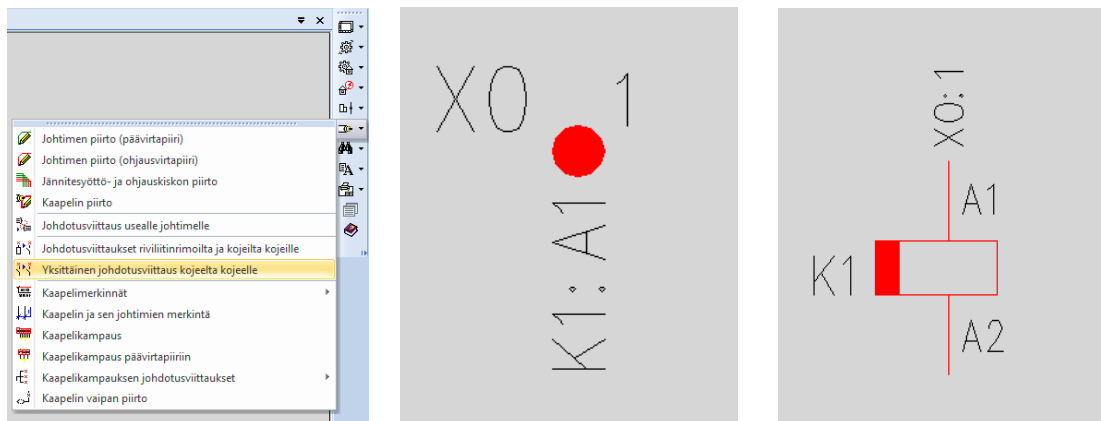 Johtimen piirto (päävirtapiiri)
Johtimen piirto (ohjausvirtapiiri)
Jännitesyöttö- ja ohjauskiskon piirto
Kaapelin piirto
Johdotusviittaus usealle johtimelle
Johdotusviittaukset riviliitinrimoilta ja kojeilta kojeille
Yksittäinen johdotusviittaus kojeelta kojeelle
Kaapelimerkinnät
Kaapelin ja sen johtimien merkintä
Kaapelikampaus
Kaapelikampaus päävirtapiiriin
Kaapelikampauksen johdotusviittaukset
Kaapelin vaipan piirto
X0 1
K1:A1
X0:1
A1
K1
A2